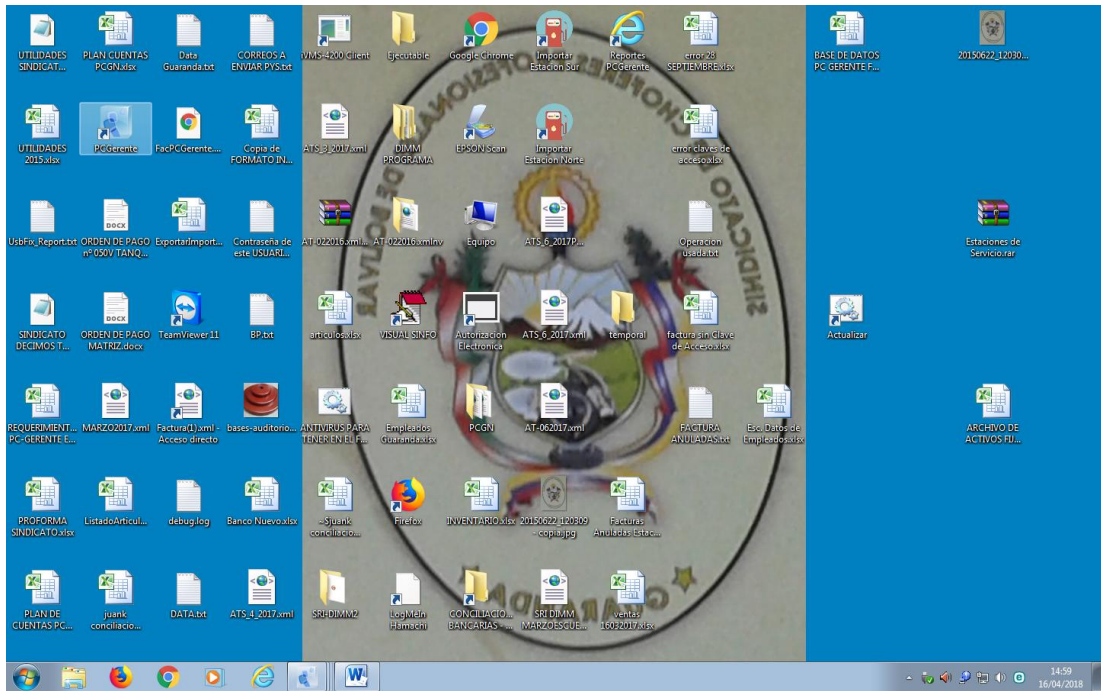 UTILIDADES
SINDICAT...
PLAN CUENTAS
PCGN.xlsx
Data
Guaranda.txt
CORREOS A
ENVIAR PYS.txt
iVMS-4200 Client
Ejecutable
Google Chrome
Importar
Estacion Sur
Reportes
PCGerente
error 28
SEPTIEMBRE.xlsx
BASE DE DATOS
PC GERENTE F...
20150622_12030...
UTILIDADES
2015.xlsx
PCGerente
FacPCGerente....
Copia de
FORMATO IN...
ATS_3_2017.xml
DIMM
PROGRAMA
EPSON Scan
Importar
Estacion Norte
error claves de
acceso.xlsx
UsbFix_Report.txt
ORDEN DE PAGO
nº 050V TANQ...
ExportarImport...
Contraseña de
este USUARI...
AT-022016.xml...
AT-022016.xmlnv
Equipo
ATS_6_2017P...
Operacion
usada.txt
Estaciones de
Servicio.rar
SINDICATO
DECIMOS T...
ORDEN DE PAGO
MATRIZ.docx
TeamViewer 11
BP.txt
articulos.xlsx
VISUAL SINFO
Autorizacion
Electronica
ATS_6_2017.xml
temporal
factura sin Clave
de Acceso.xlsx
Actualizar
REQUERIMIENT...
PC-GERENTE E...
MARZO2017.xml
Factura(1).xml -
Acceso directo
bases-auditorio...
ANTIVIRUS PARA
TENER EN EL F...
Empleados
Guaranda.xlsx
PCGN
AT-062017.xml
FACTURA
ANULADAS.txt
Esc. Datos de
Empleados.xlsx
ARCHIVO DE
ACTIVOS FIJ...
PROFORMA
SINDICATO.xlsx
ListadoArticul...
debug.log
Banco Nuevo.xlsx
~Sjuank
conciliacio...
Firefox
INVENTARIO.xlsx
20150622_120309
- copia.jpg
Facturas
Anuladas Estac...
PLAN DE
CUENTAS PC...
juank
conciliacio...
DATA.txt
ATS_4_2017.xml
SRI-DIMM2
LogMeIn
Hamachi
CONCILIACIO...
BANCARIAS - ...
SRI DIMM
MARZOESCUE...
ventas
16032017.xlsx
14:59
16/04/2018